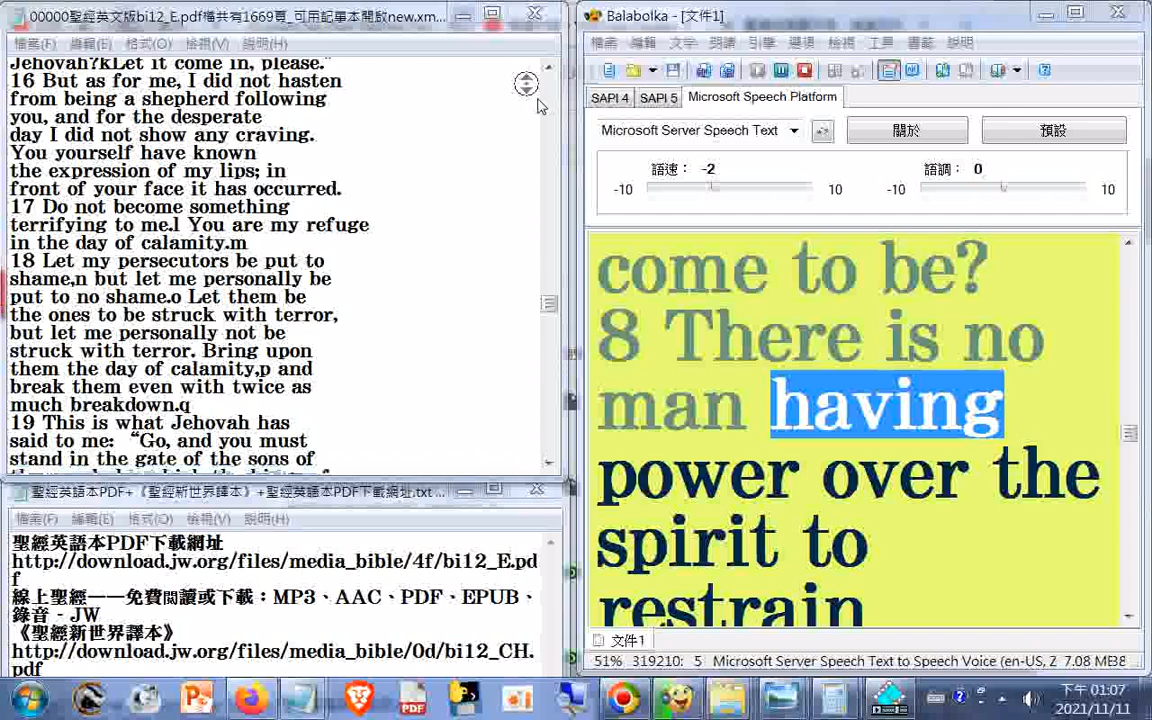 00000聖經英文版bi12_E.pdf檔共有1669頁_可用記事本開放new.xm...
檔案(F) 編輯(E) 格式(O) 檢視(V) 說明(H)
Jehovah?kLet it come in, please."
16 But as for me, I did not hasten
from being a shepherd following
you, and for the desperate
day I did not show any craving.
You yourself have known
the expression of my lips; in
front of your face it has occurred.
17 Do not become something
terrifying to me.l You are my refuge
in the day of calamity.m
18 Let my persecutors be put to
shame,n but let me personally be
put to no shame.o Let them be
the ones to be struck with terror,
but let me personally not be
struck with terror. Bring upon
them the day of calamity,p and
break them even with twice as
much breakdown.q
19 This is what Jehovah has
said to me: “Go, and you must
stand in the gate of the sons of
聖經英語本PDF+《聖經新世界譯本》+聖經英語本PDF下載網址.txt ...
檔案(F) 編輯(E) 格式(O) 檢視(V) 說明(H)
聖經英語本PDF下載網址
http://download.jw.org/files/media_bible/4f/bi12_E.pd
f
線上聖經——免費閱讀或下載：MP3、AAC、PDF、EPUB、
錄音 - JW
《聖經新世界譯本》
http://download.jw.org/files/media_bible/0d/bi12_CH.
pdf
Balabolka - [文件1]
檔案 編輯 文字 朗讀 引擎 選項 檢視 工具 書籤 說明
SAPI 4 SAPI 5 Microsoft Speech Platform
Microsoft Server Speech Text 關於 預設
語速： -2 語調： 0
-10 10 -10 10
come to be?
8 There is no
man having
power over the
spirit to
restrain
文件1
51% 319210: 5 Microsoft Server Speech Text to Speech Voice (en-US, Z 7.08 MB
下午 01:07
2021/11/11